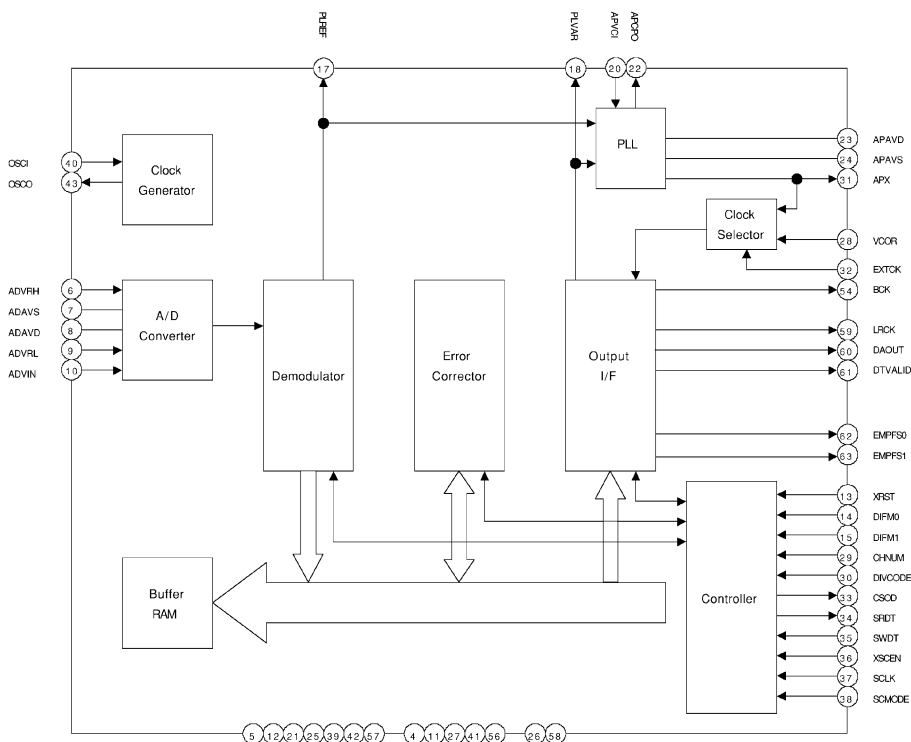 PLREF
PLVAR
APVCI
APCPO
17
18
20
22
OSCI
40
OSCO
43
Clock
Generator
PLL
23
APAVD
24
APAVS
31
APX
Clock
Selector
28
VCOR
32
EXTCK
54
BCK
ADVRH
6
ADAVS
7
ADAVD
8
ADVRL
9
ADVIN
10
A/D
Converter
Demodulator
Error
Corrector
Output
I/F
59
LRCK
60
DAOUT
61
DTVALID
62
EMPFS0
63
EMPFS1
13
XRST
14
DIFM0
15
DIFM1
29
CHNUM
30
DIVCODE
33
CSOD
34
SRDT
35
SWDT
36
XSCEN
37
SCLK
38
SCMODE
Controller
Buffer
RAM
5 12 21 25 39 42 57 4 11 27 41 56 26 58